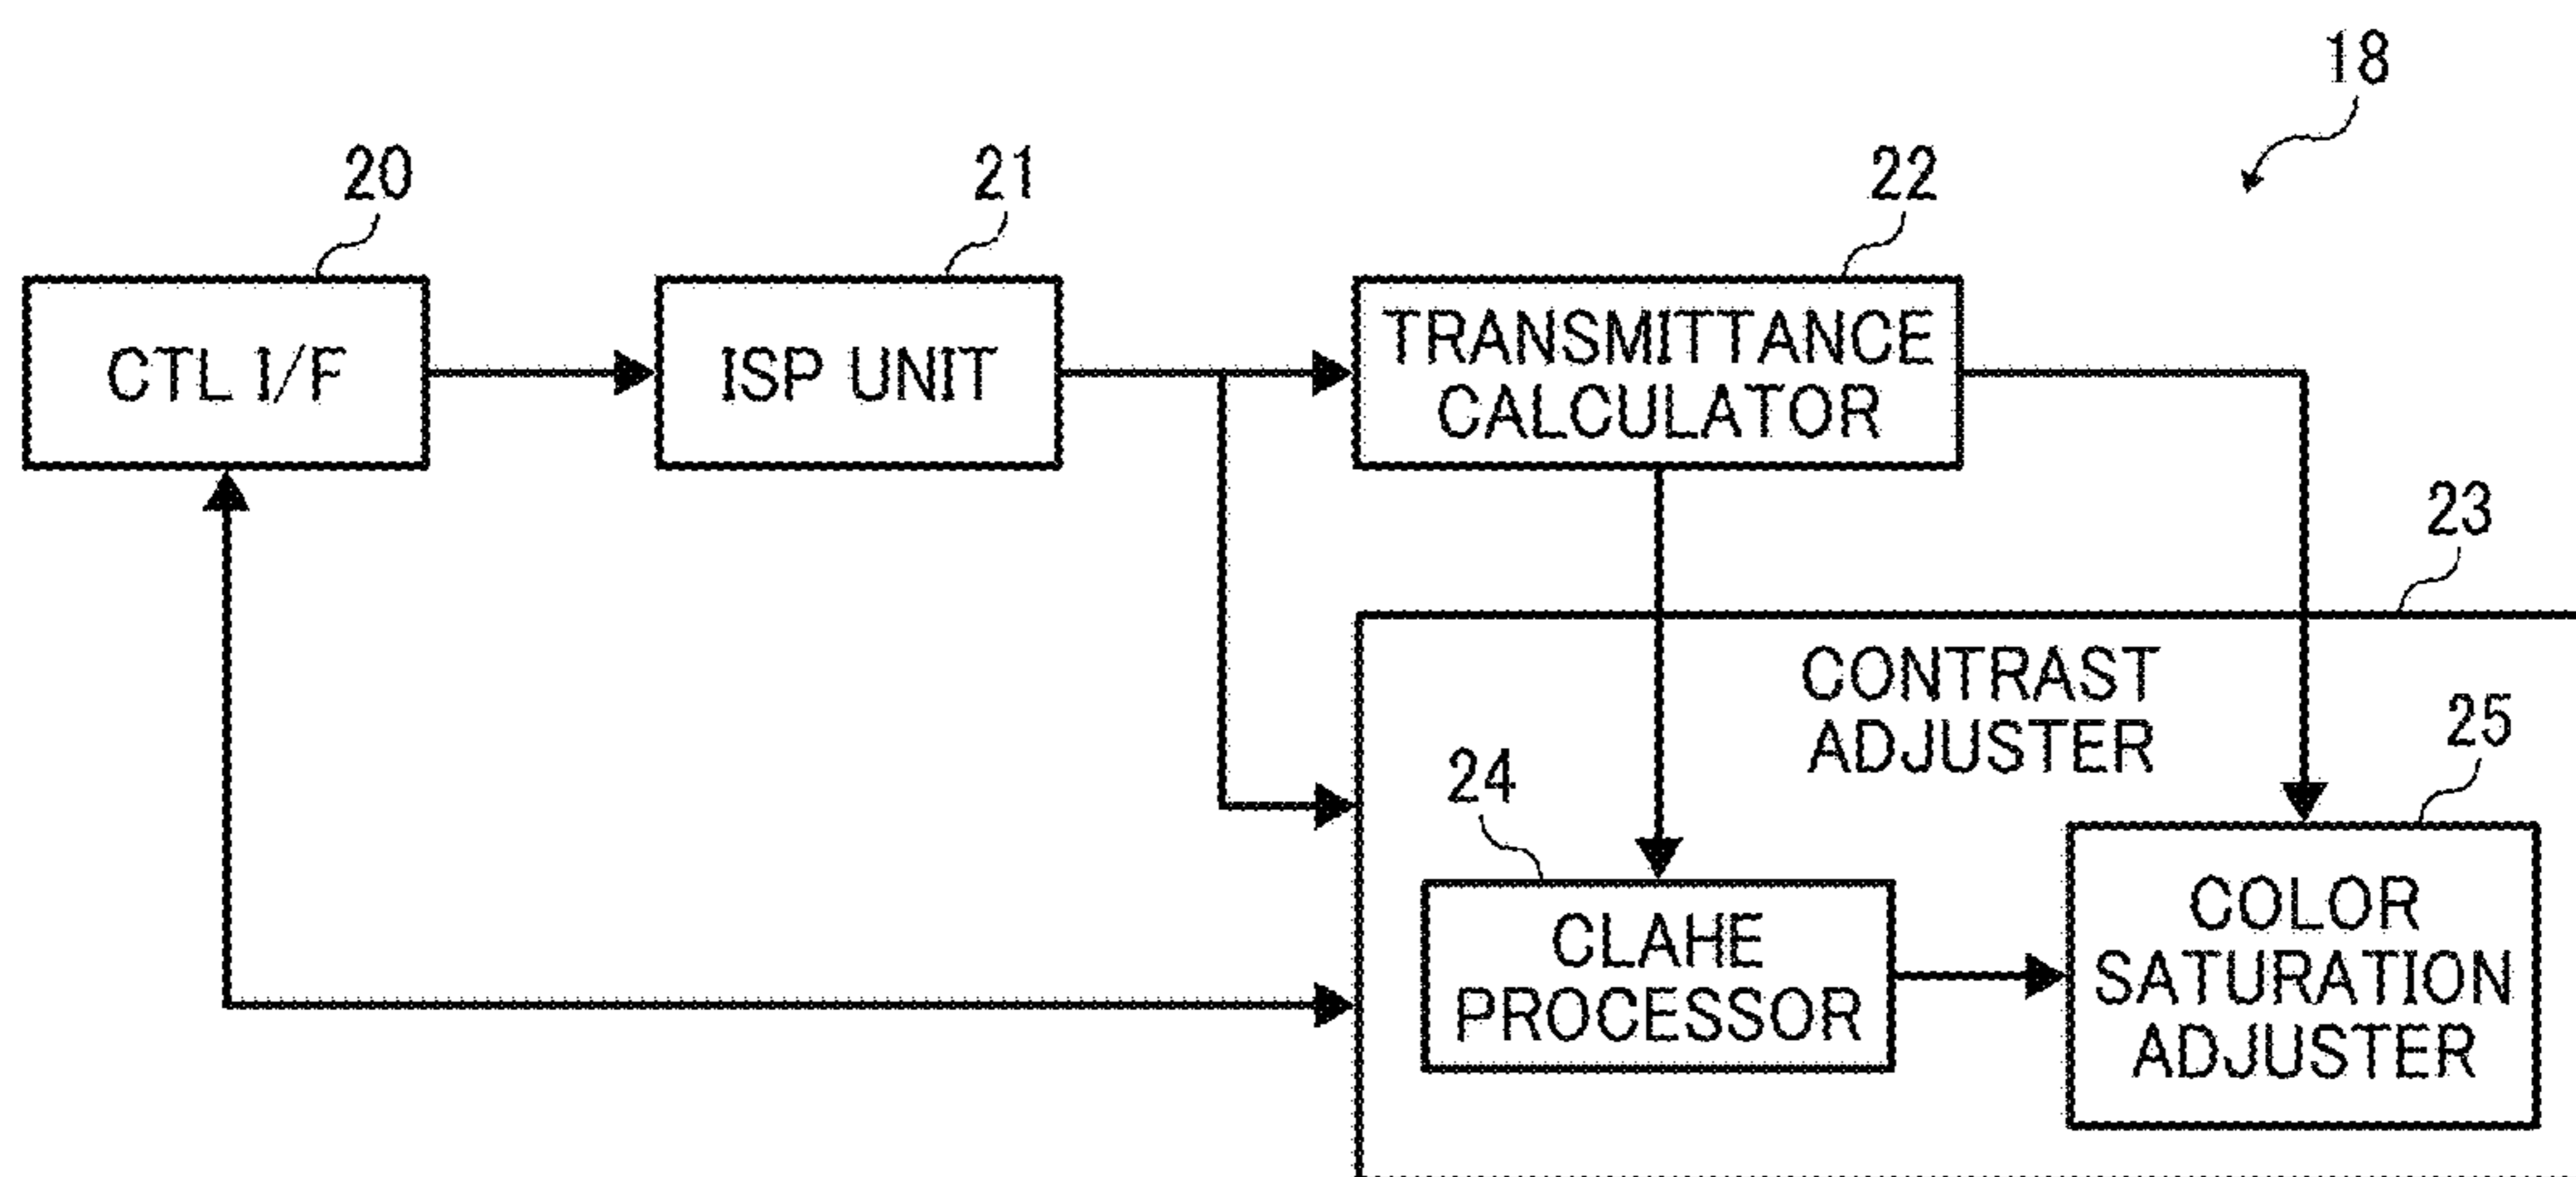 18
20
21
22
CTL I/F
ISP UNIT
TRANSMITTANCE
CALCULATOR
23
CONTRAST
ADJUSTER
24
25
CLAHE
PROCESSOR
COLOR
SATURATION
ADJUSTER